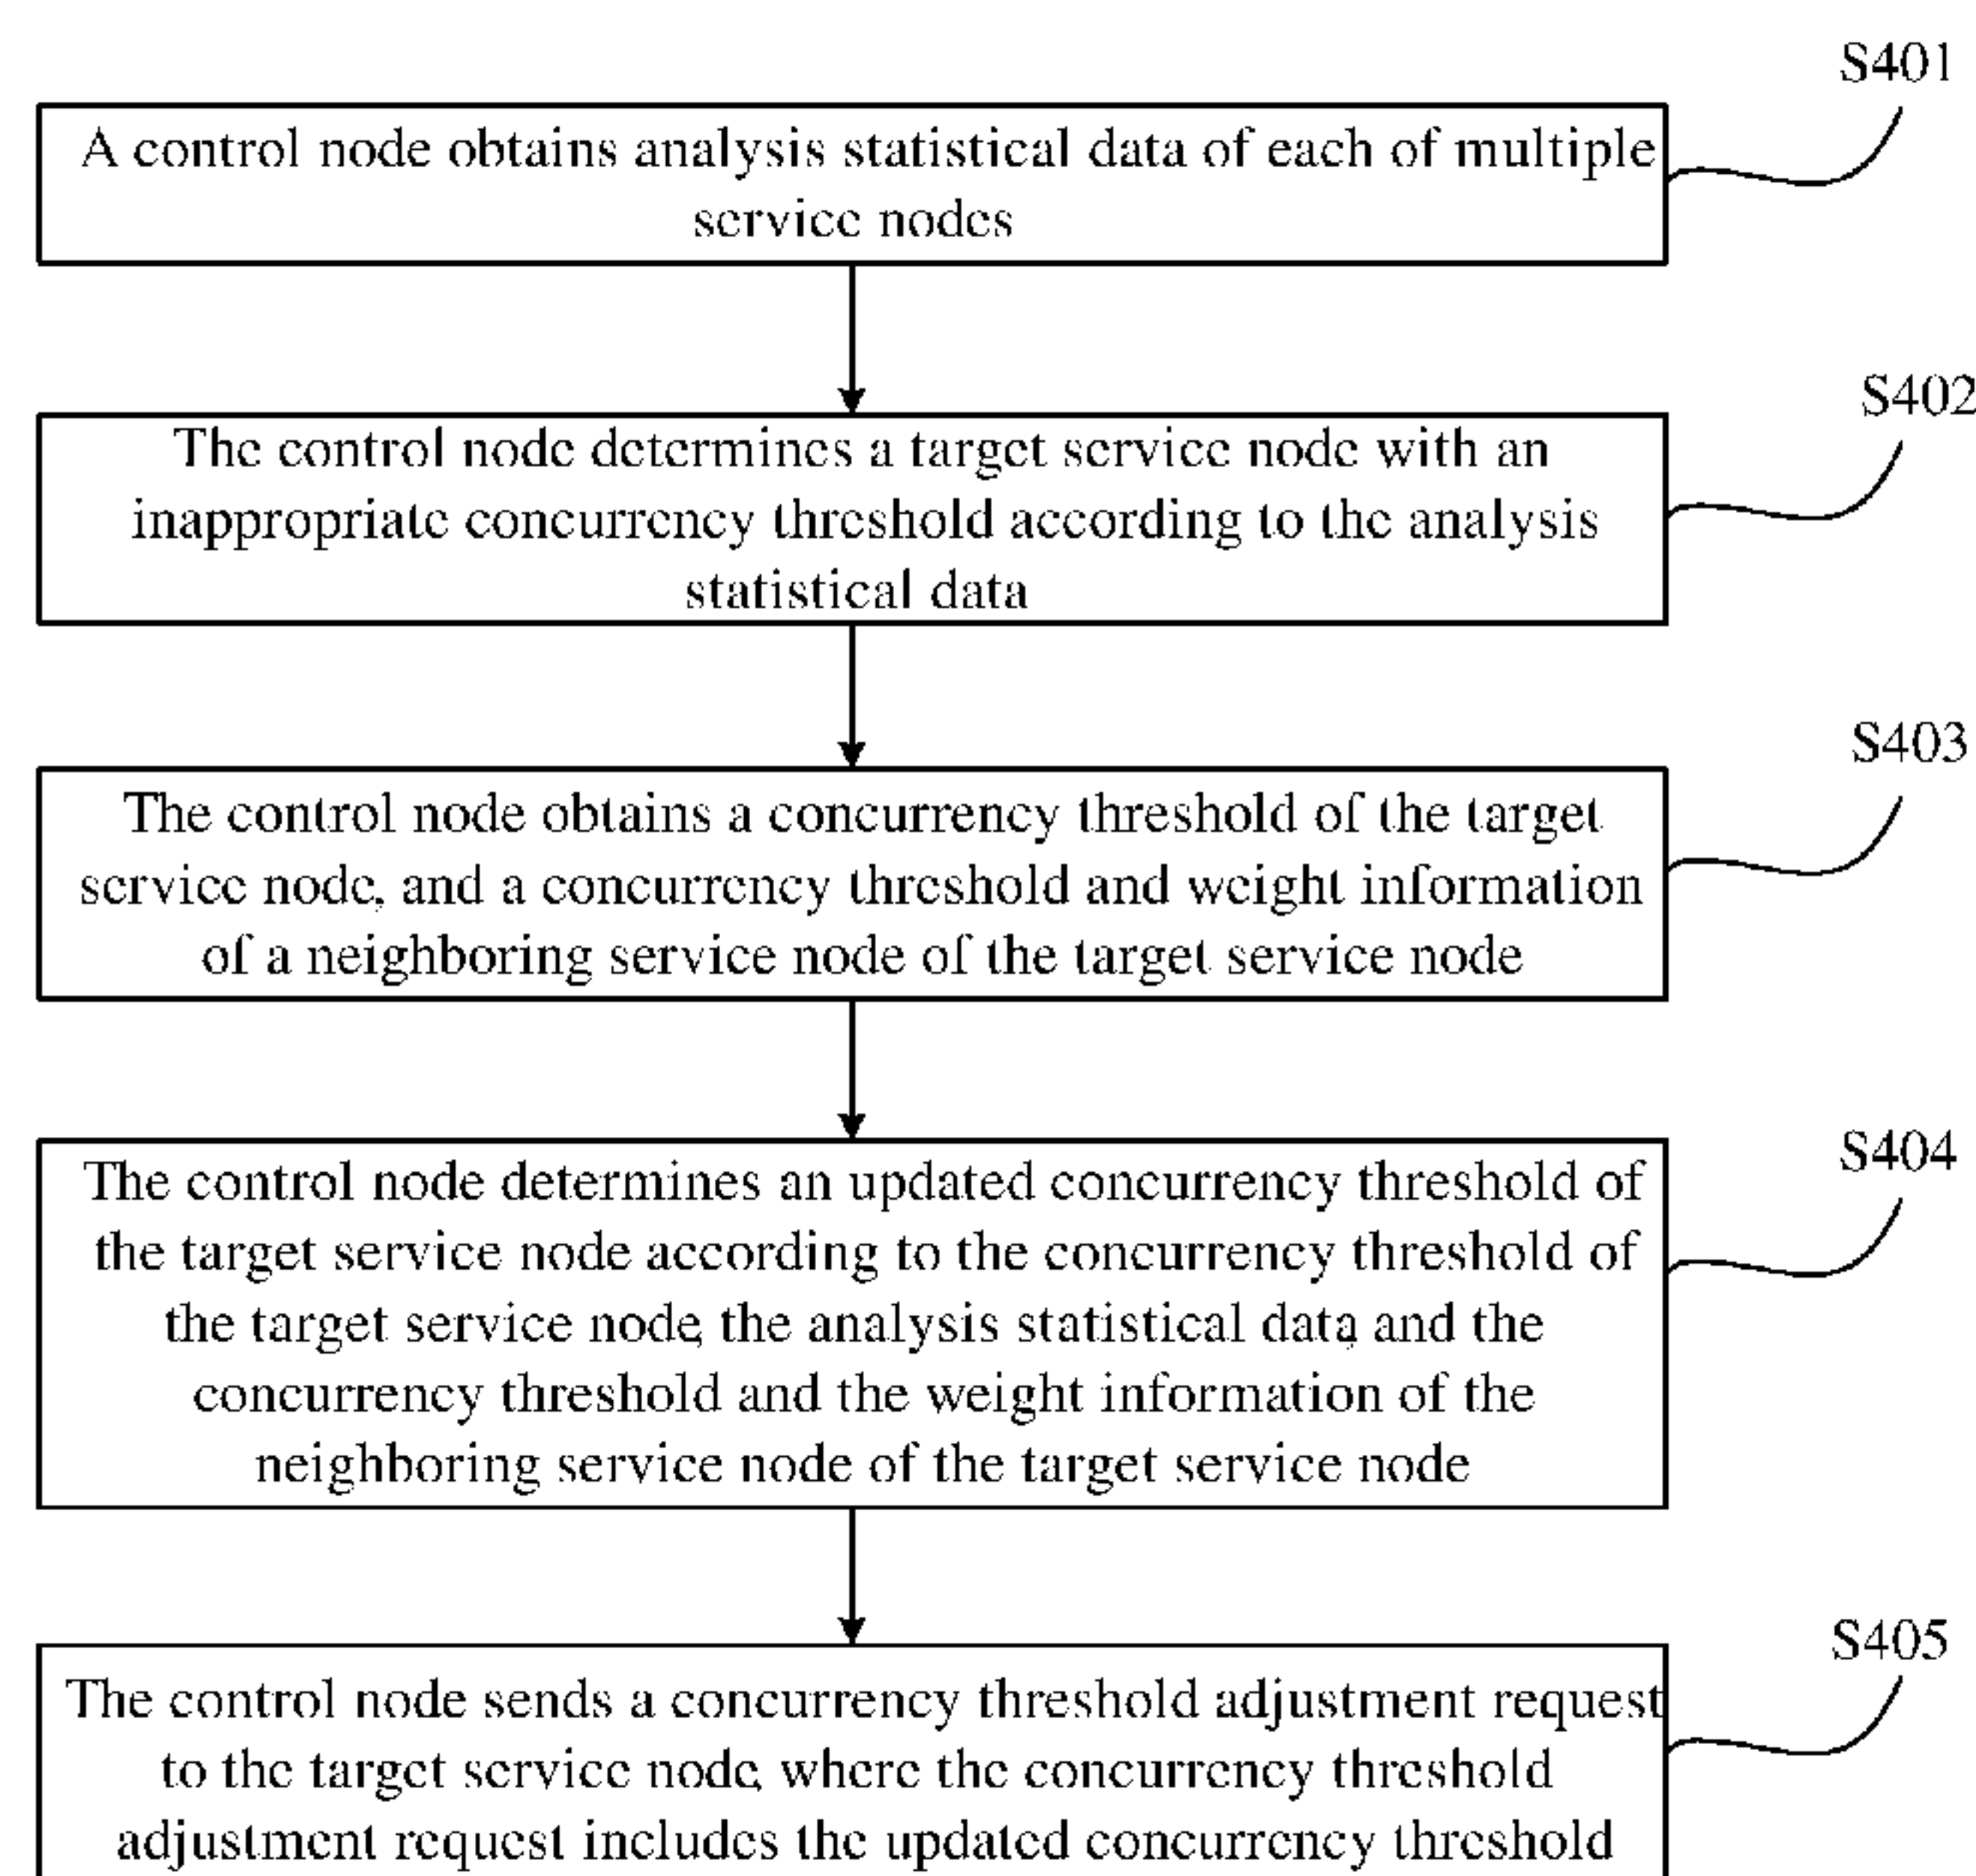 S401
A control node obtains analysis statistical data of each of multiple
service nodes
S402
The control node determines a target service node with an
inappropriate concurrency threshold according to the analysis
statistical data
S403
The control node obtains a concurrency threshold of the target
service node, and a concurrency threshold and weight information
of a neighboring service node of the target service node
S404
The control node determines an updated concurrency threshold of
the target service node according to the concurrency threshold of
the target service node, the analysis statistical data, and the
concurrency threshold and the weight information of the
neighboring service node of the target service node
S405
The control node sends a concurrency threshold adjustment request
to the target service node, where the concurrency threshold
adjustment request includes the updated concurrency threshold